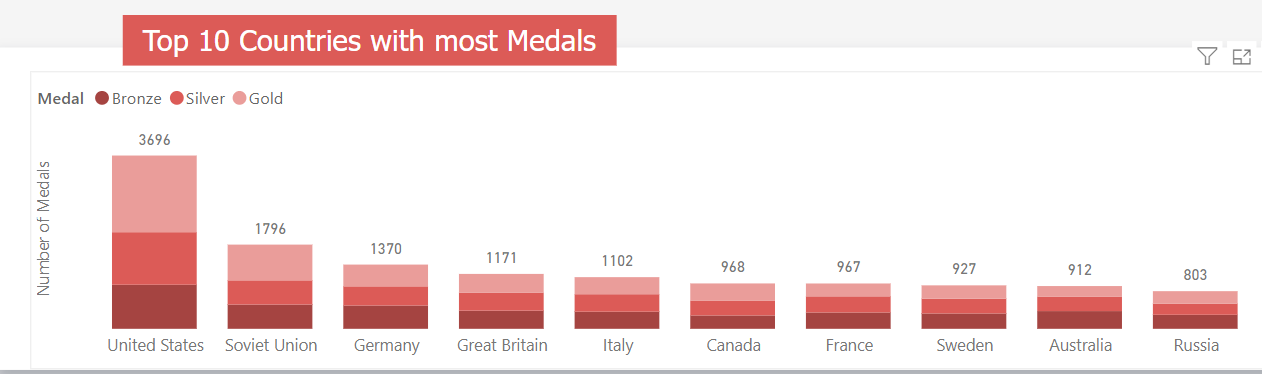 Top 10 Countries with most Medals
Medal Bronze Silver Gold
Number of Medals
3696
1796
1370
1171
1102
968
967
927
912
803
United States
Soviet Union
Germany
Great Britain
Italy
Canada
France
Sweden
Australia
Russia